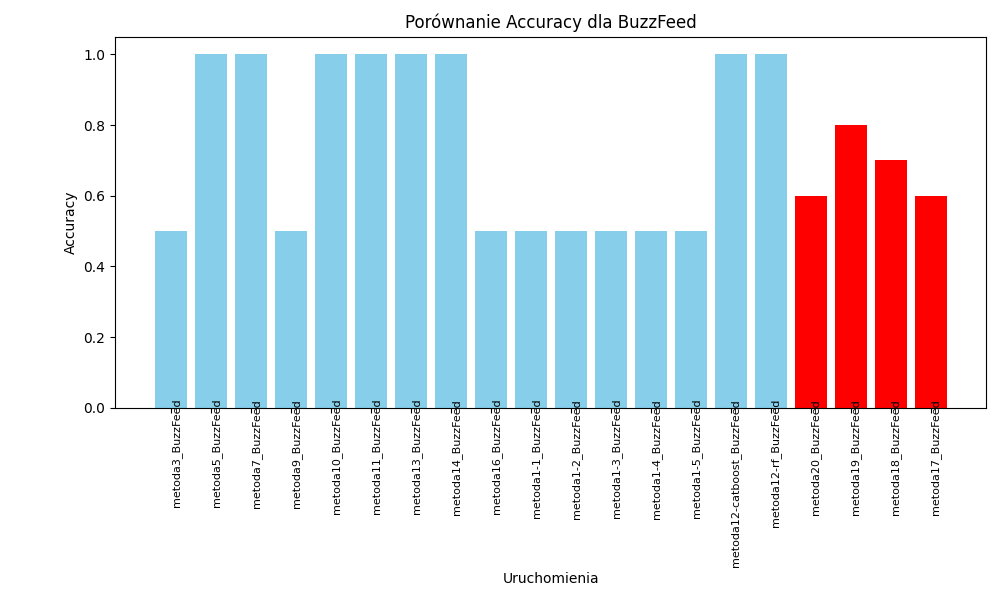 Porównanie Accuracy dla BuzzFeed
Accuracy
1.0
0.8
0.6
0.4
0.2
0.0
metoda3_BuzzFeed
metoda5_BuzzFeed
metoda7_BuzzFeed
metoda9_BuzzFeed
metoda10_BuzzFeed
metoda11_BuzzFeed
metoda13_BuzzFeed
metoda14_BuzzFeed
metoda16_BuzzFeed
metoda1-1_BuzzFeed
metoda1-2_BuzzFeed
metoda1-3_BuzzFeed
metoda1-4_BuzzFeed
metoda1-5_BuzzFeed
metoda12-catboost_BuzzFeed
metoda12-rf_BuzzFeed
metoda20_BuzzFeed
metoda19_BuzzFeed
metoda18_BuzzFeed
metoda17_BuzzFeed
Uruchomienia